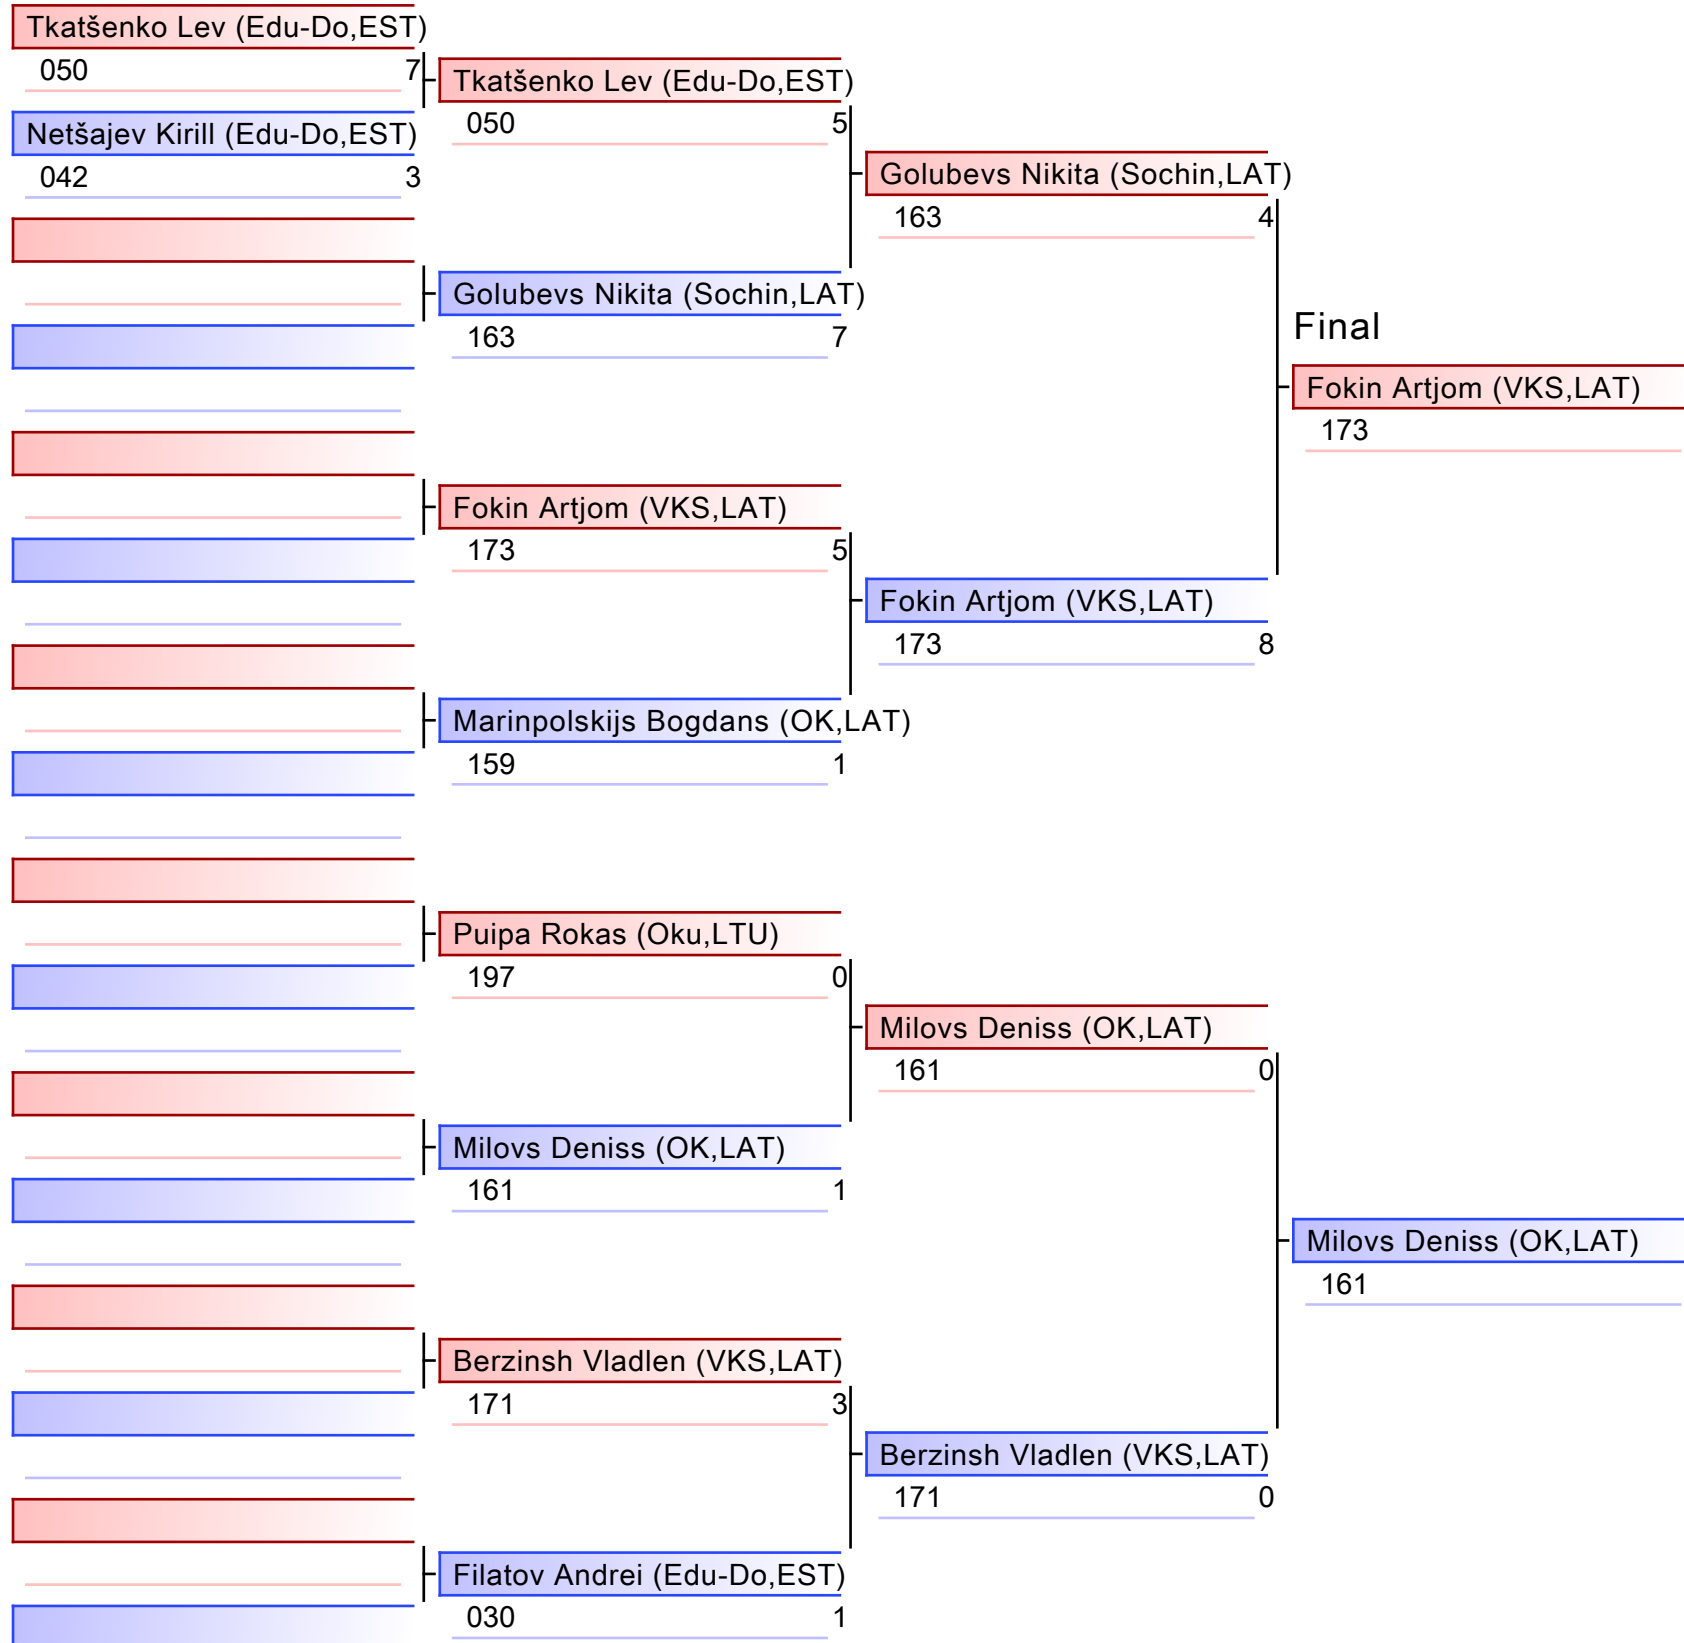 Tkatšenko Lev (Edu-Do,EST)
050 7
Netšajev Kirill (Edu-Do,EST)
042 3
Tkatšenko Lev (Edu-Do,EST)
050 5
Golubevs Nikita (Sochin,LAT)
163 7
Fokin Artjom (VKS,LAT)
173 5
Marinpolskijs Bogdans (OK,LAT)
159 1
Puipa Rokas (Oku,LTU)
197 0
Milovs Deniss (OK,LAT)
161 1
Berzinsh Vladlen (VKS,LAT)
171 3
Filatov Andrei (Edu-Do,EST)
030 1
Golubevs Nikita (Sochin,LAT)
163 4
Fokin Artjom (VKS,LAT)
173 8
Milovs Deniss (OK,LAT)
161 0
Berzinsh Vladlen (VKS,LAT)
171 0
Final
Fokin Artjom (VKS,LAT)
173
Milovs Deniss (OK,LAT)
161